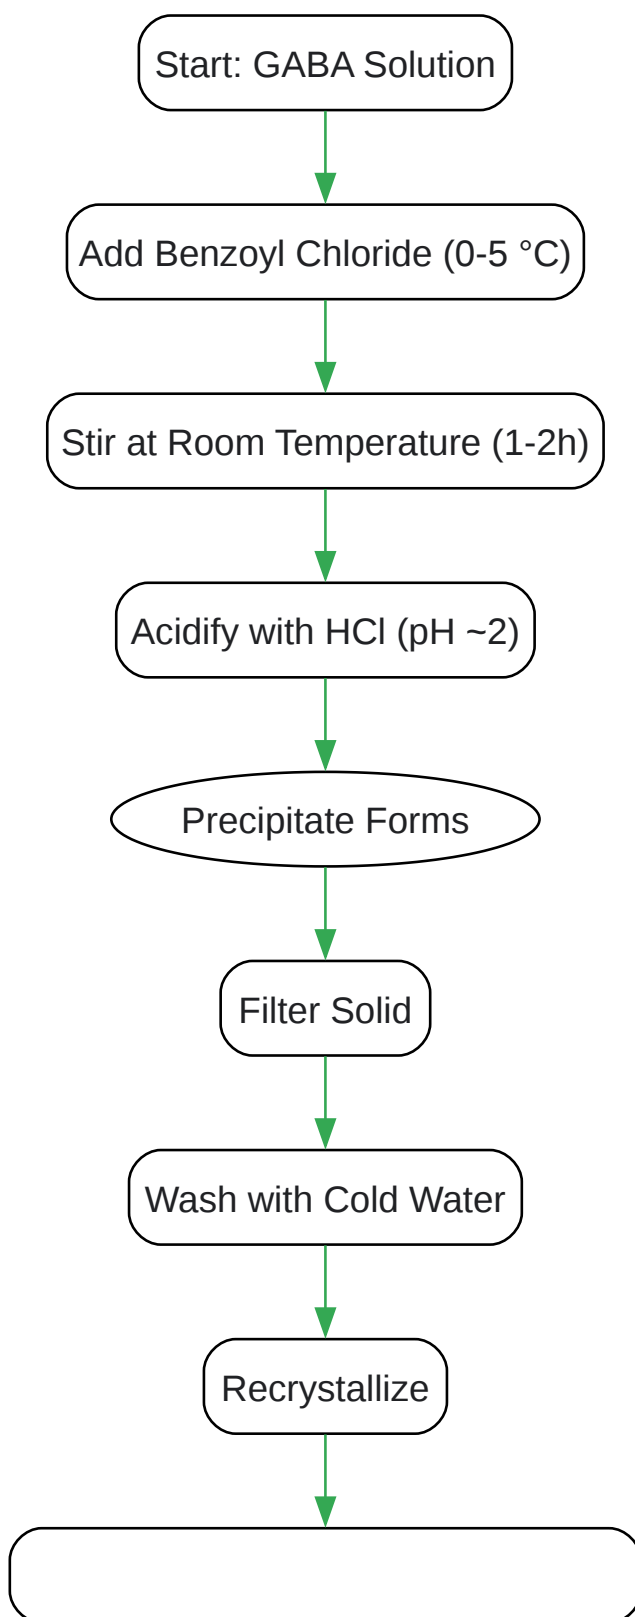 Start: GABA Solution
Add Benzoyl Chloride (0-5 °C)
Stir at Room Temperature (1-2h)
Acidify with HCl (pH ~2)
Precipitate Forms
Filter Solid
Wash with Cold Water
Recrystallize